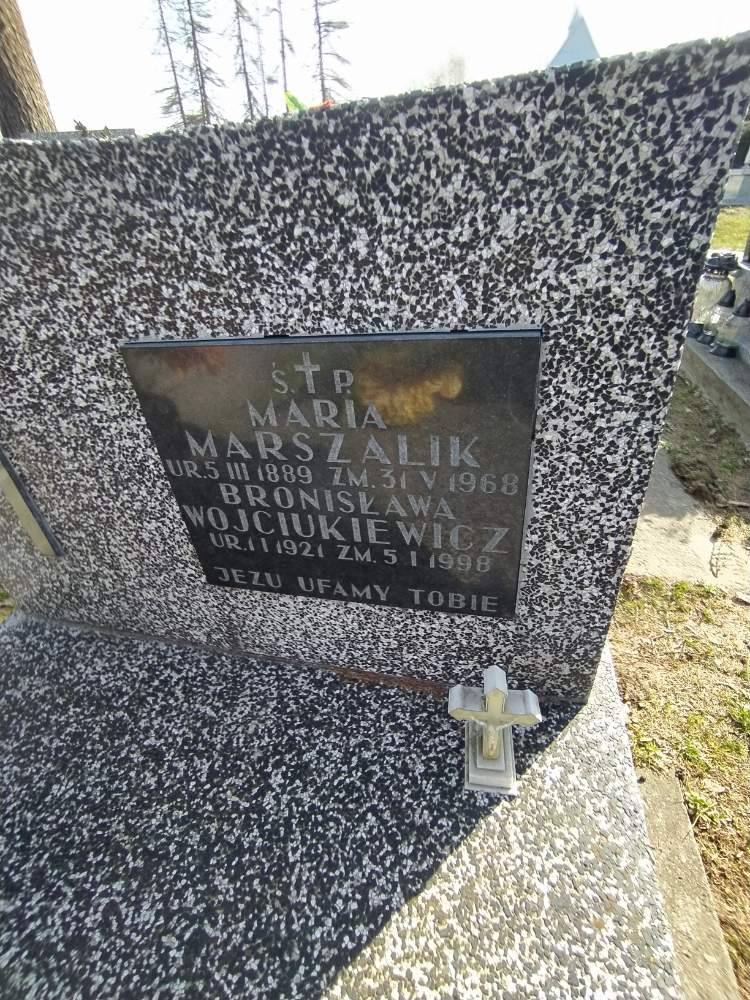 Ś. P.
MARIA
MARSZALIK
UR. 5 III 1889 ZM. 31 V 1968
BRONISŁAWA
WOJCIUKIEWICZ
UR. 1 I 1921 ZM. 5 I 1998
JEZU UFAMY TOBIE